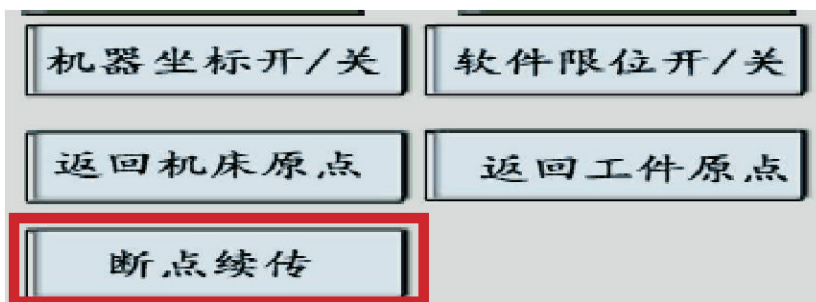 机器坐标开/关
软件限位开/关
返回机床原点
返回工件原点
断点续传